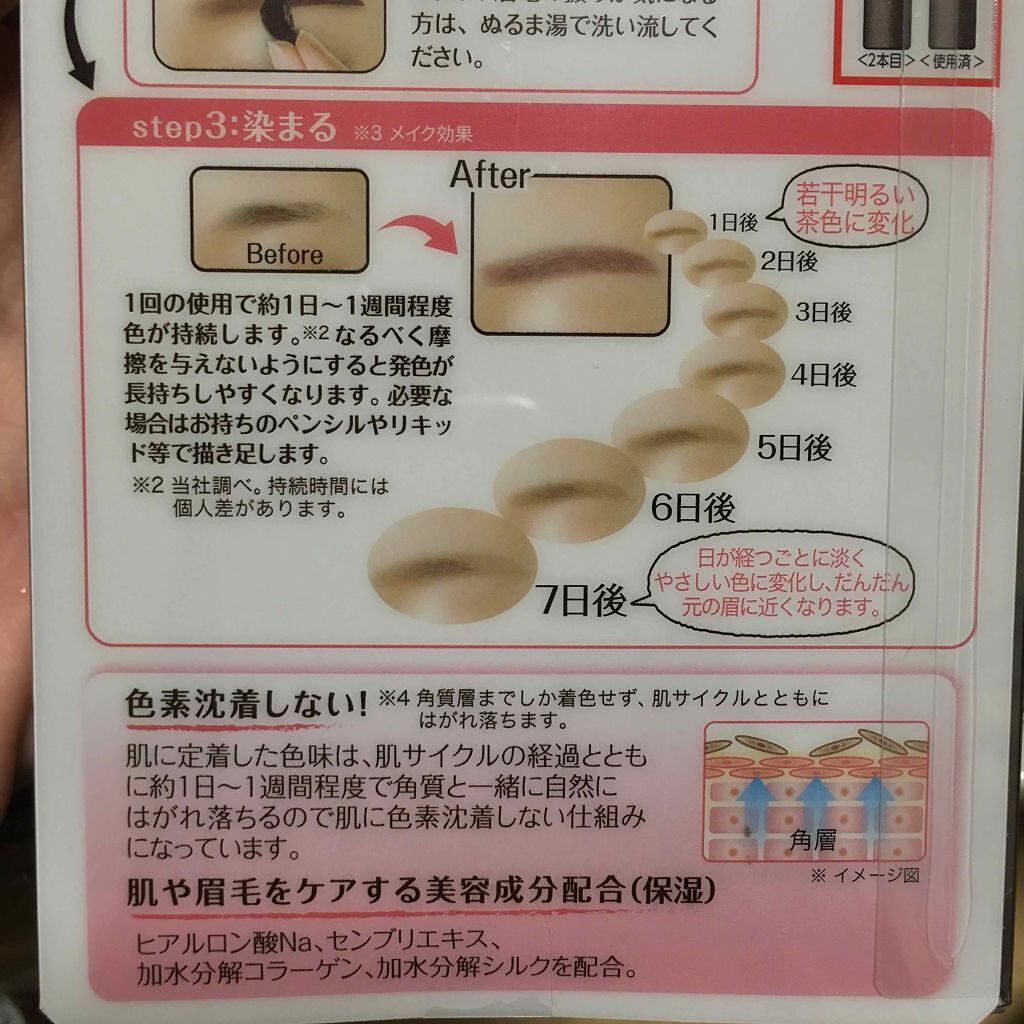 方は、ぬるま湯で洗い流してく
ださい。
<2本目>
<使用済>
step3:染まる ※3 メイク効果
Before
After
1日後
若干明るい
茶色に変化
2日後
3日後
4日後
5日後
6日後
7日後
日が経つごとに淡く
やさしい色に変化し、だんだん
元の眉に近くなります。
1回の使用で約1日～1週間程度
色が持続します。※2 なるべく摩
擦を与えないようにすると発色が
長持ちしやすくなります。必要な
場合はお持ちのペンシルやリキッ
ド等で描き足します。
※2 当社調べ。持続時間には
個人差があります。
色素沈着しない! ※4 角質層までしか着色せず、肌サイクルとともに
はがれ落ちます。
肌に定着した色味は、肌サイクルの経過ととも
に約1日～1週間程度で角質と一緒に自然に
はがれ落ちるので肌に色素沈着しない仕組み
になっています。
角層
※ イメージ図
肌や眉毛をケアする美容成分配合(保湿)
ヒアルロン酸Na、センブリエキス、
加水分解コラーゲン、加水分解シルクを配合。